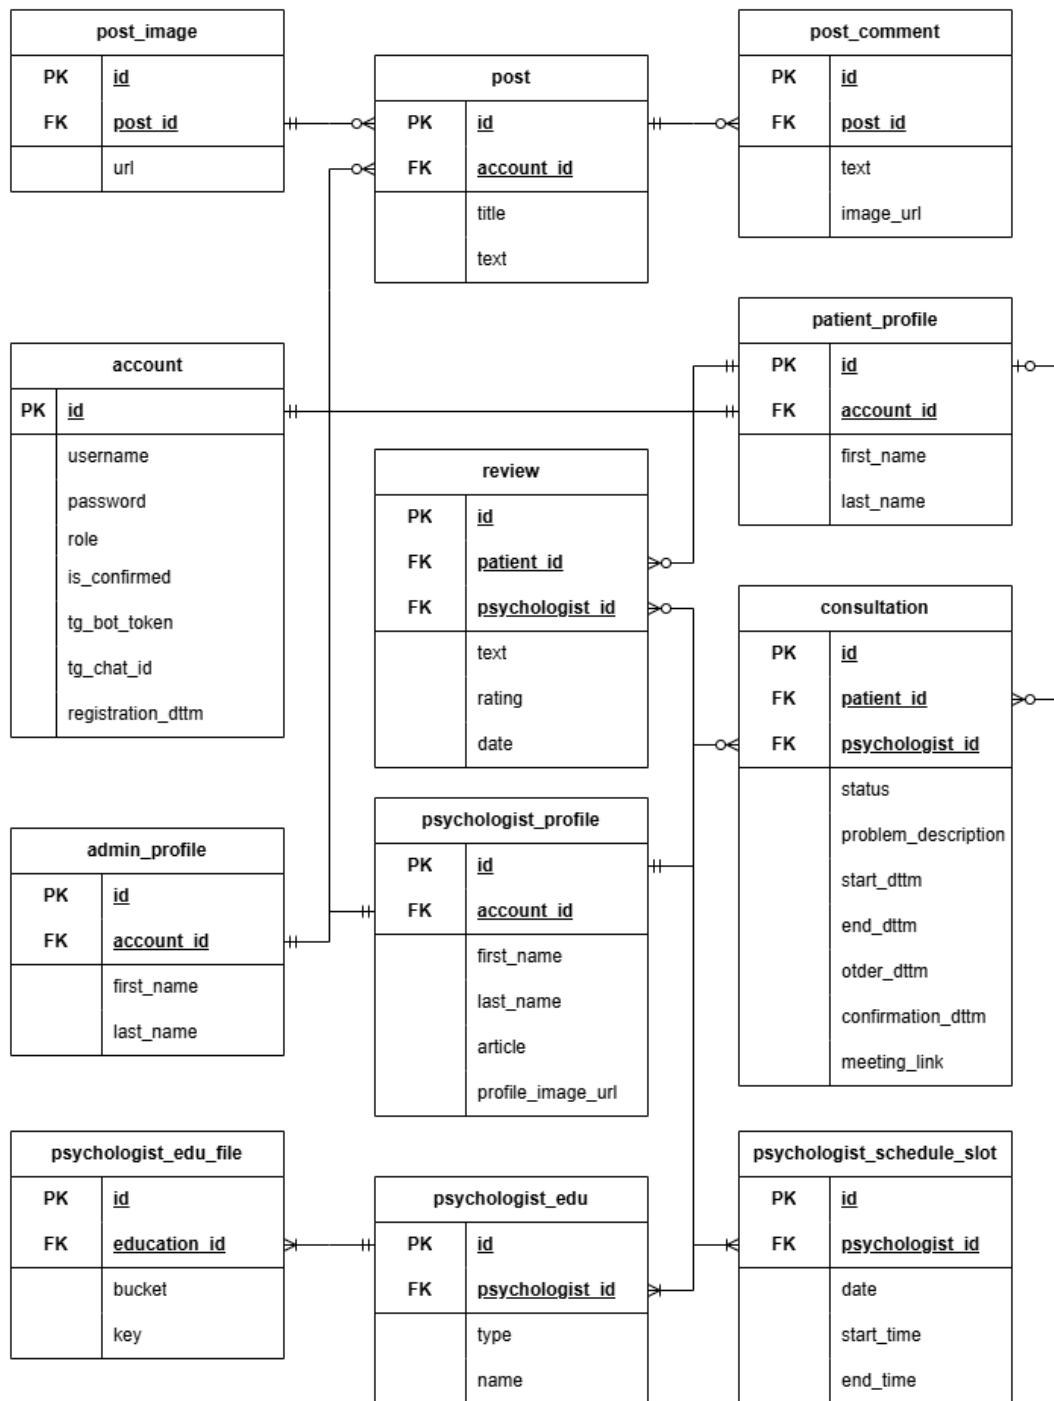 post_image
PK id
FK post_id
url
post
PK id
FK account_id
title
text
post_comment
PK id
FK post_id
text
image_url
account
PK id
username
password
role
is_confirmed
tg_bot_token
tg_chat_id
registration_dttm
patient_profile
PK id
FK account_id
first_name
last_name
review
PK id
FK patient_id
FK psychologist_id
text
rating
date
consultation
PK id
FK patient_id
FK psychologist_id
status
problem_description
start_dttm
end_dttm
otder_dttm
confirmation_dttm
meeting_link
admin_profile
PK id
FK account_id
first_name
last_name
psychologist_profile
PK id
FK account_id
first_name
last_name
article
profile_image_url
psychologist_edu_file
PK id
FK education_id
bucket
key
psychologist_edu
PK id
FK psychologist_id
type
name
psychologist_schedule_slot
PK id
FK psychologist_id
date
start_time
end_time